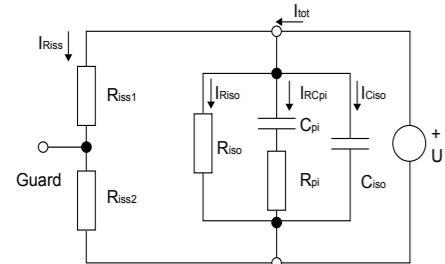 Itot
IRiss
IRiso
IRCpi
ICiso
Riss1
Cpi
+
U
Riso
Guard
Rpi
Ciso
Riss2